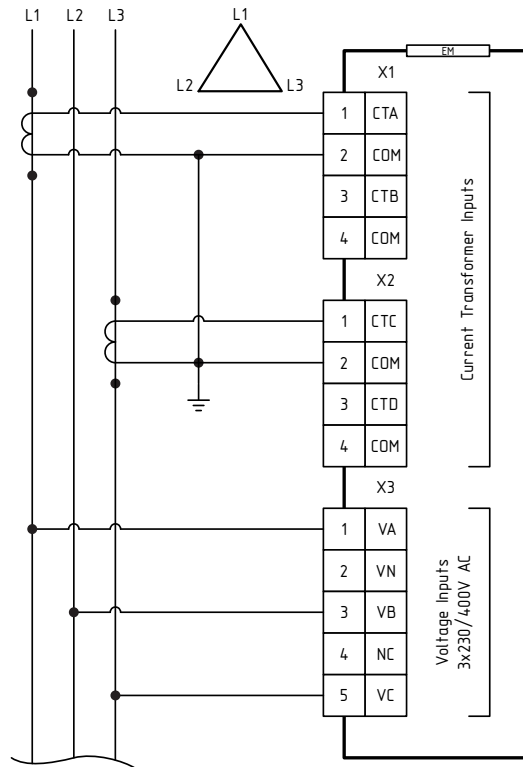 L1 L2 L3
L1
L2 L3
EM
X1
1 CTA
2 COM
3 CTB
4 COM
X2
1 CTC
2 COM
3 CTD
4 COM
Current Transformer Inputs
X3
1 VA
2 VN
3 VB
4 NC
5 VC
Voltage Inputs
3x230/400V AC